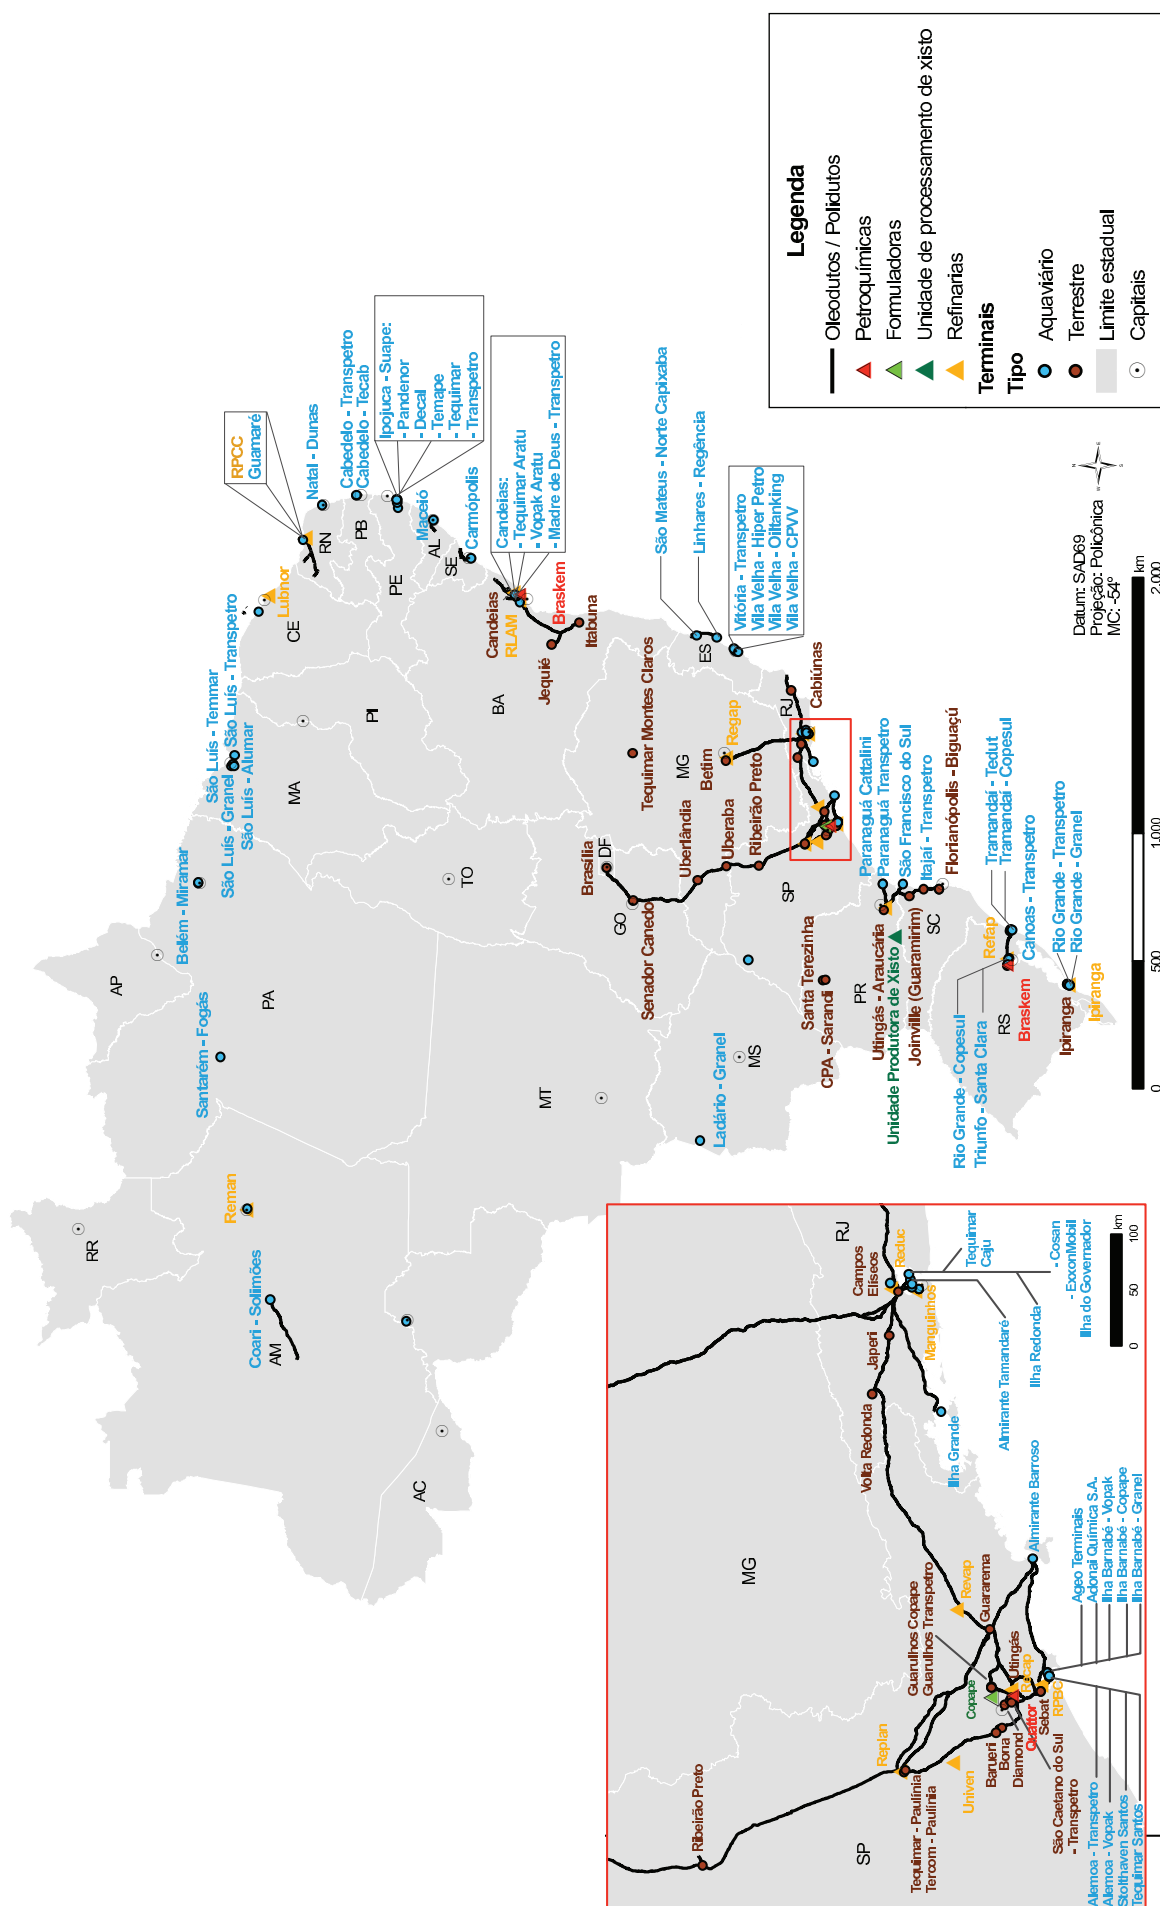 RR
AP
Reman
Coari - Solimões
AM
AC
Santarém - Fogás
Belém - Miramar
PA
São Luís - Temmar
São Luís - Granel
São Luís - Transpetro
São Luís - Alumar
MA
TO
MT
PI
CE
Lubnor
RPCC
Guamaré
Natal - Dunas
RN
Cabedelo - Transpetro
Cabedelo - Tecab
PB
Ipojuca - Suape:
- Pandenor
- Decal
- Temape
- Tequimar
- Transpetro
PE
Maceió
AL
SE
Carmópolis
Candeias:
- Tequimar Aratu
- Vopak Aratu
- Madre de Deus - Transpetro
Candeias
RLAM
Braskem
Jequié
Itabuna
BA
Brasília
DF
GO
Senador Canedo
Tequimar Montes Claros
MG
Betim
Regap
Uberlândia
Uberaba
Ribeirão Preto
São Mateus - Norte Capixaba
Linhares - Regência
ES
Vitória - Transpetro
Vila Velha - Hiper Petro
Vila Velha - Oiltanking
Vila Velha - CPVV
RJ
Cabiúnas
SP
Ladário - Granel
MS
Santa Terezinha
CPA - Sarandi
PR
Paranaguá Cattalini
Paranaguá Transpetro
São Francisco do Sul
Itajaí - Transpetro
Florianópolis - Biguaçú
Utingás - Araucária
Unidade Produtora de Xisto
Joinville (Guaramirim)
SC
Tramandaí - Tedut
Tramandaí - Copesul
Canoas - Transpetro
Refap
Rio Grande - Copesul
Triunfo - Santa Clara
RS
Braskem
Rio Grande - Transpetro
Rio Grande - Granel
Ipiranga
Ipiranga
Datum: SAD69
Projeção: Policônica
MC: -54º
N
S
E
W
0
500
1.000
2.000
km
Legenda
Oleodutos / Polidutos
Petroquímicas
Formuladoras
Unidade de processamento de xisto
Refinarias
Terminais
Tipo
Aquaviário
Terrestre
Limite estadual
Capitais
MG
RJ
SP
Ribeirão Preto
Replan
Tequimar - Paulínia
Tercom - Paulínia
Univen
Volta Redonda
Japeri
Campos
Elíseos
Reduc
Manguinhos
Ilha Grande
Tequimar
Caju
Almirante Tamandaré
Ilha Redonda
- Cosan
- ExxonMobil
Ilha do Governador
0
50
100
km
Guarulhos Copape
Guarulhos Transpetro
Revap
Guararema
Copape
Utingás
Recap
Barueri
Bona
Diamond
Quattor
Sebat
RPBC
São Caetano do Sul
- Transpetro
Almirante Barroso
Ageo Terminais
Adonai Química S.A.
Ilha Barnabé - Vopak
Ilha Barnabé - Copape
Ilha Barnabé - Granel
Alemoa - Transpetro
Alemoa - Vopak
Stolthaven Santos
Tequimar Santos